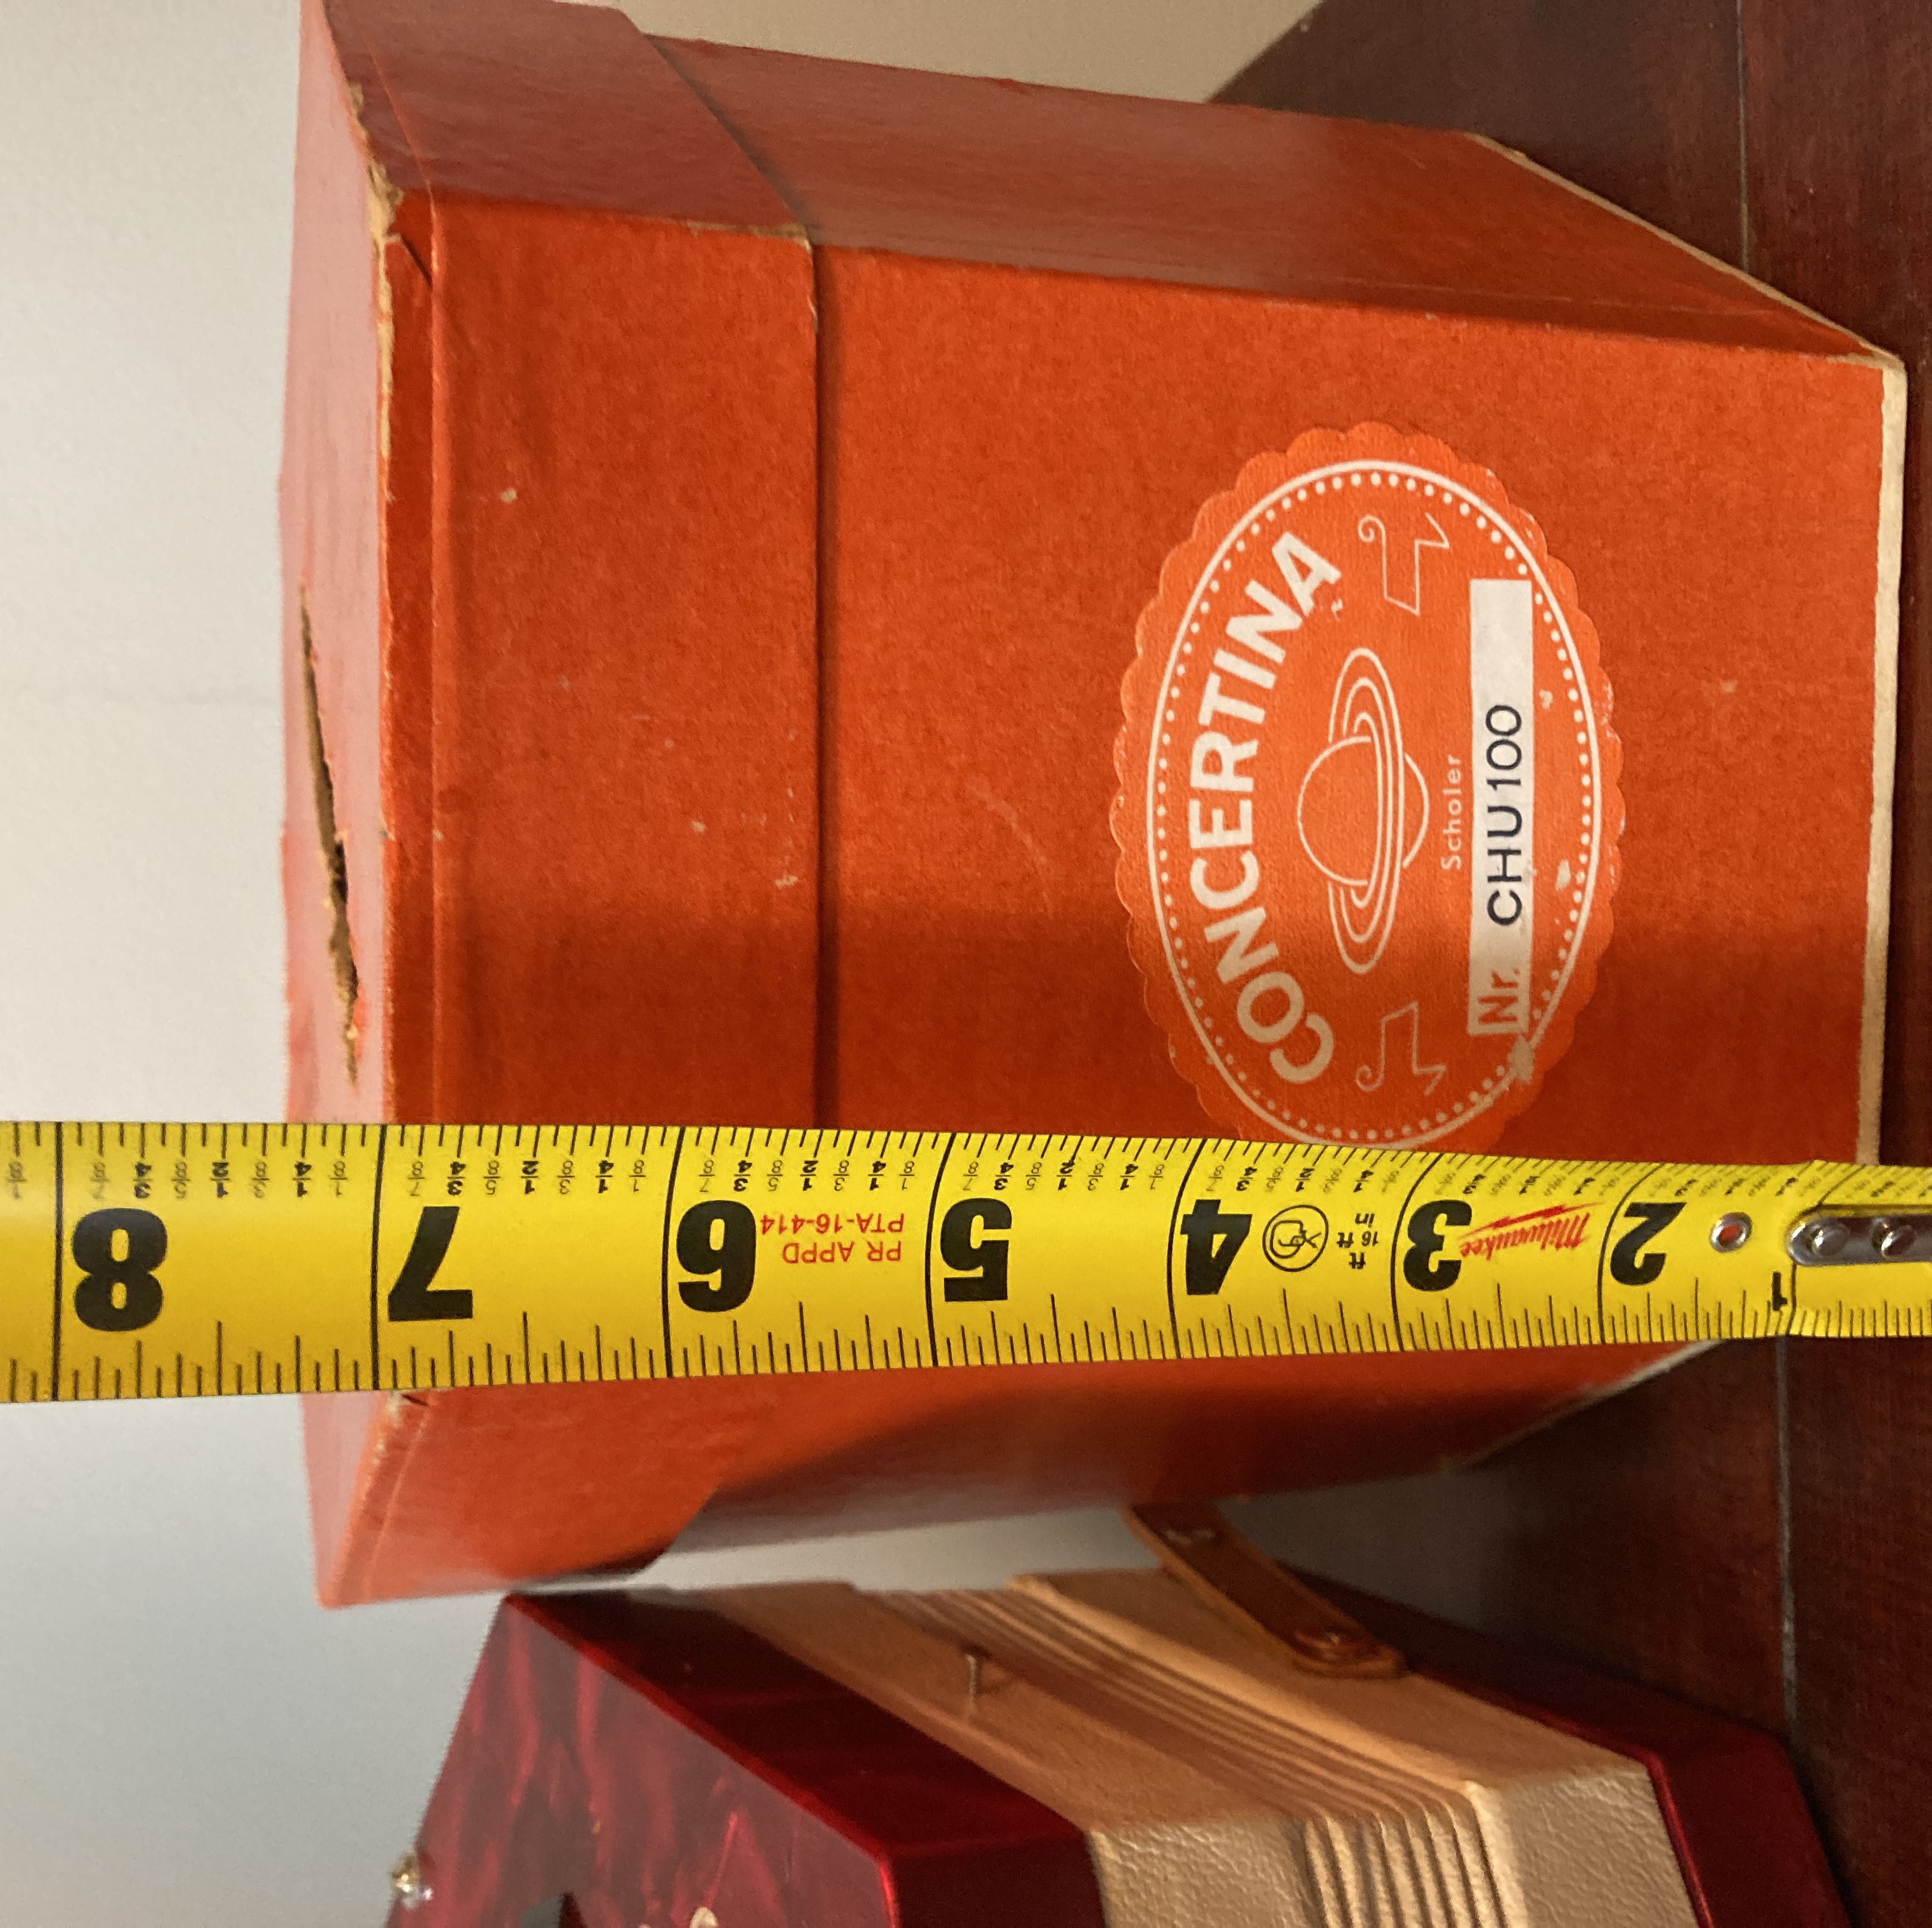 CONCERTINA
Scholer
Nr. CHU100
8
7
6
PR APPD
PTA-16-414
5
4
ft
16 ft
in
3
Milwaukee
2
1